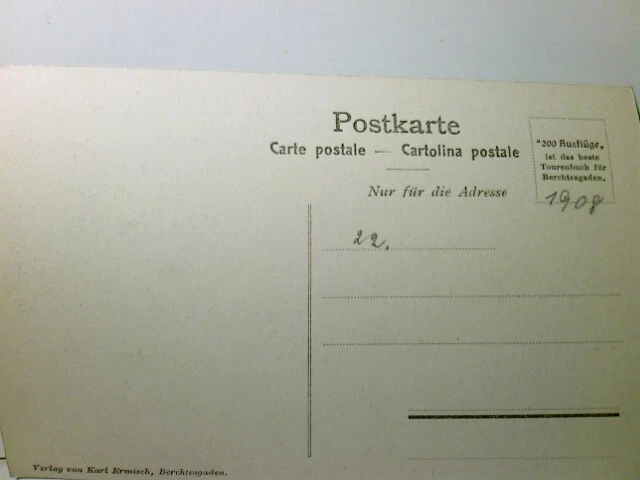 Postkarte
Carte postale — Cartolina postale
Nur für die Adresse
"200 Ausflüge"
ist das beste
Tourenbuch für
Berchtesgaden.
1908
22.
Verlag von Karl Ermisch, Berchtesgaden.